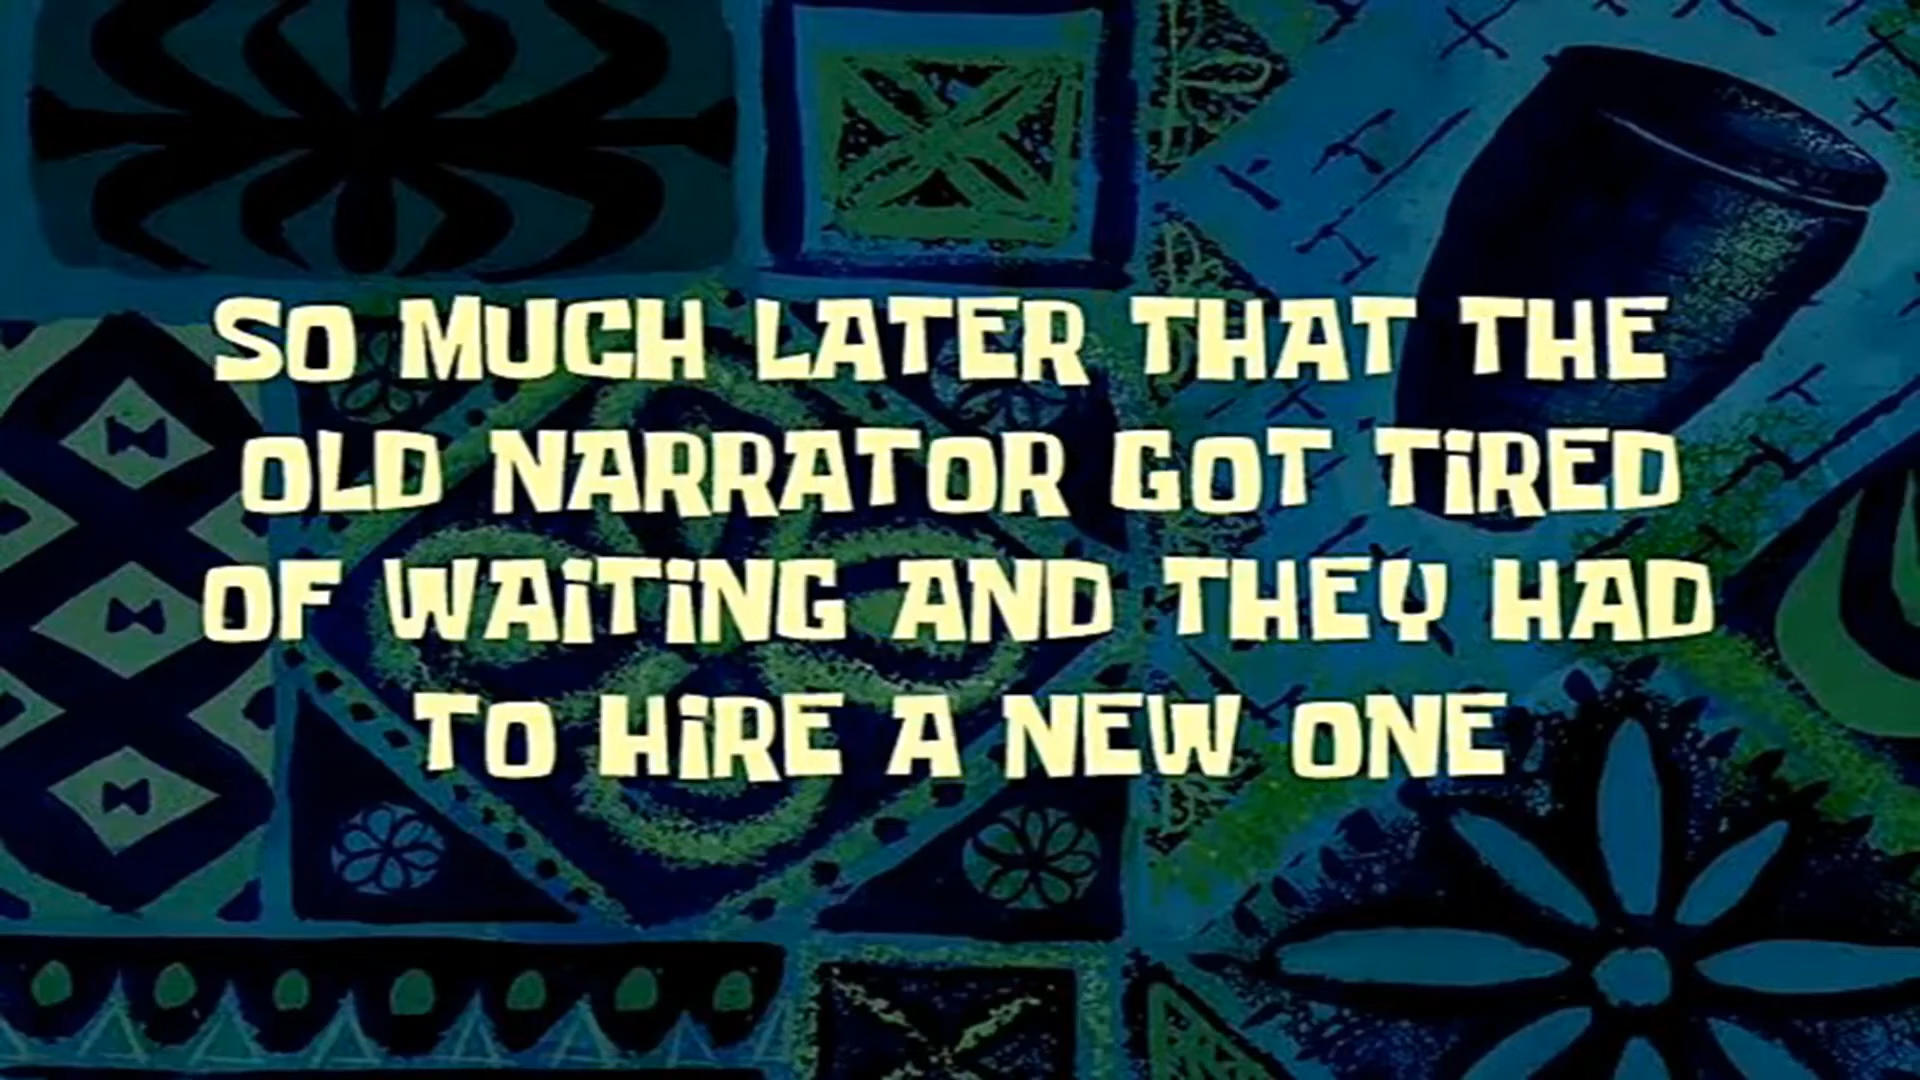 SO MUCH LATER THAT THE
OLD NARRATOR GOT TiRED
OF WAiTiNG AND THEY HAD
TO HiRE A NEW ONE